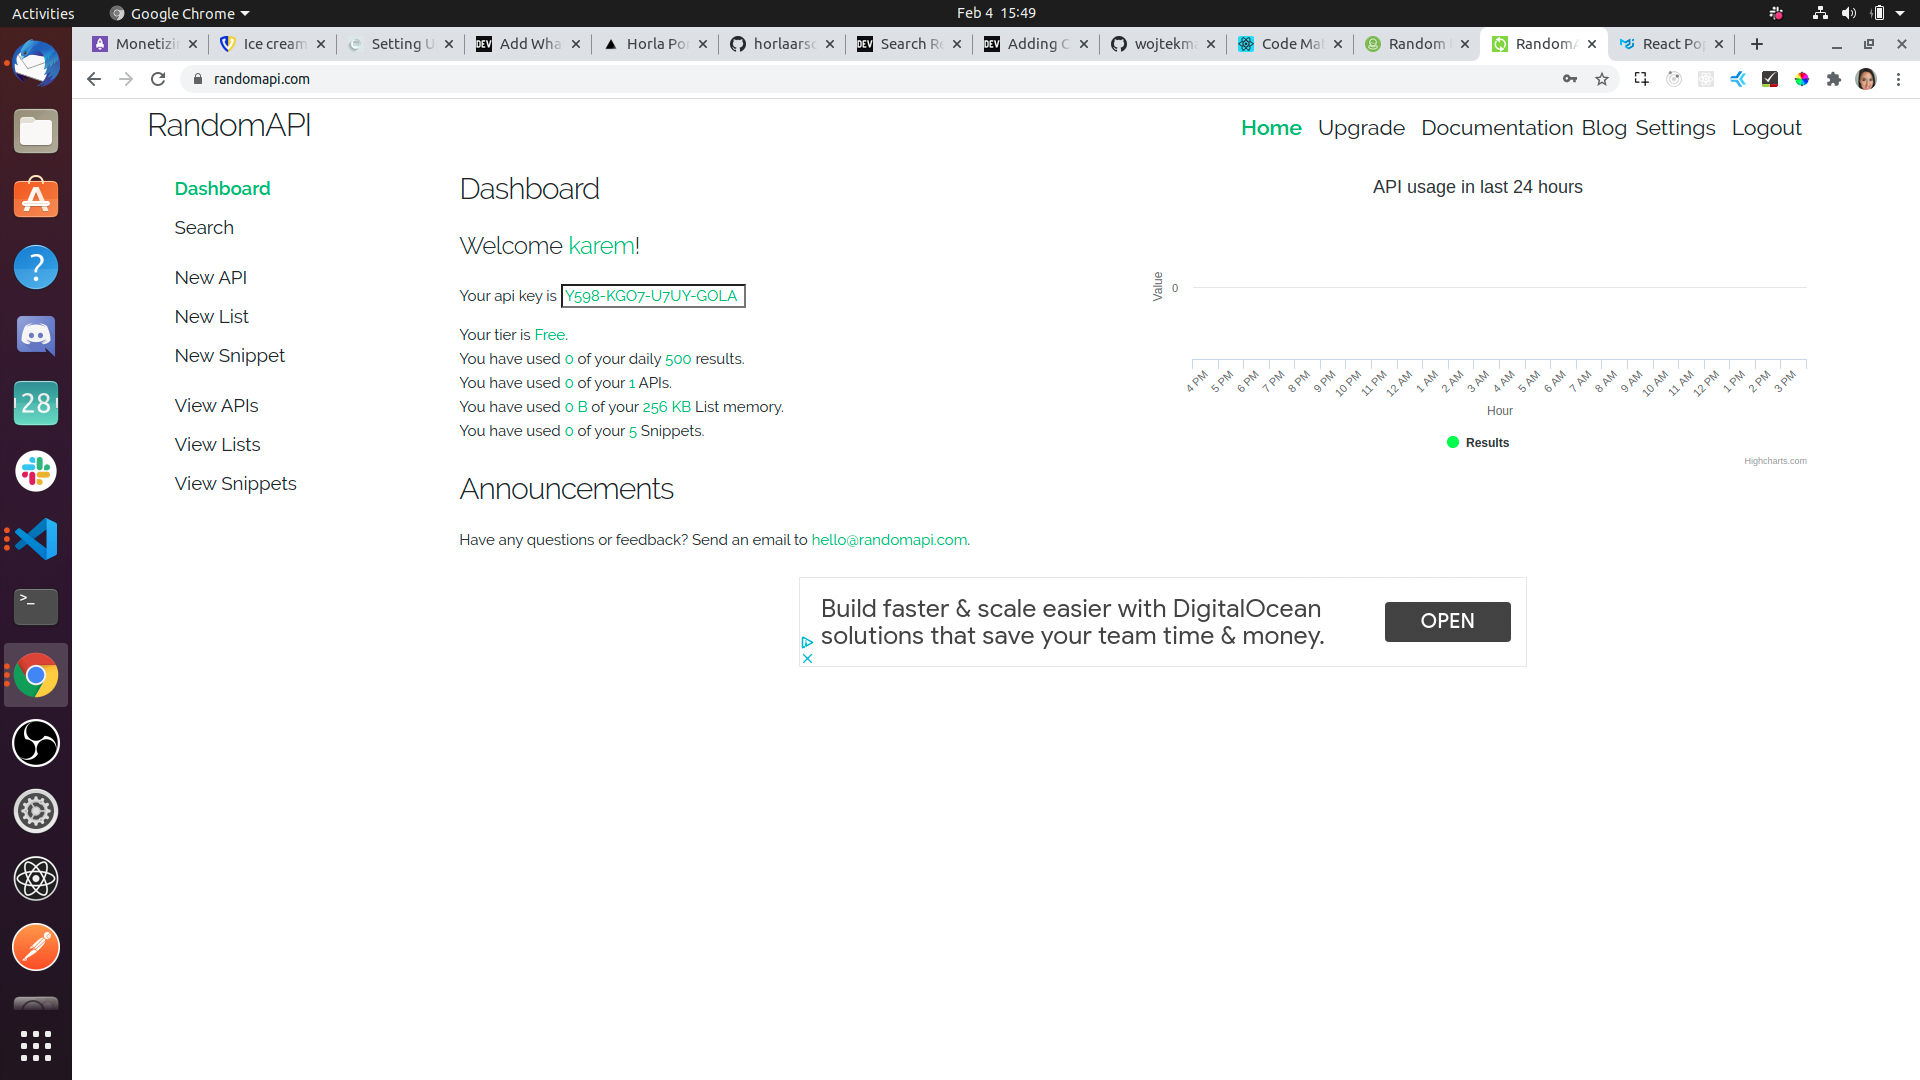 Activities
Google Chrome
Feb 4 15:49
Monetizi
Ice cream
Setting U
Add Wha
Horla Por
horlaarsc
Search Re
Adding C
wojtekma
Code Mal
Random
RandomA
React Pop
randomapi.com
RandomAPI
Home Upgrade Documentation Blog Settings Logout
Dashboard
Search
New API
New List
New Snippet
View APIs
View Lists
View Snippets
Dashboard
Welcome karem!
Your api key is Y598-KGO7-U7UY-GOLA
Your tier is Free.
You have used 0 of your daily 500 results.
You have used 0 of your 1 APIs.
You have used 0 B of your 256 KB List memory.
You have used 0 of your 5 Snippets.
API usage in last 24 hours
Value
0
4 PM 5 PM 6 PM 7 PM 8 PM 9 PM 10 PM 11 PM 12 AM 1 AM 2 AM 3 AM 4 AM 5 AM 6 AM 7 AM 8 AM 9 AM 10 AM 11 AM 12 PM 1 PM 2 PM 3 PM
Hour
Results
Highcharts.com
Announcements
Have any questions or feedback? Send an email to hello@randomapi.com.
Build faster & scale easier with DigitalOcean
solutions that save your team time & money.
OPEN
28